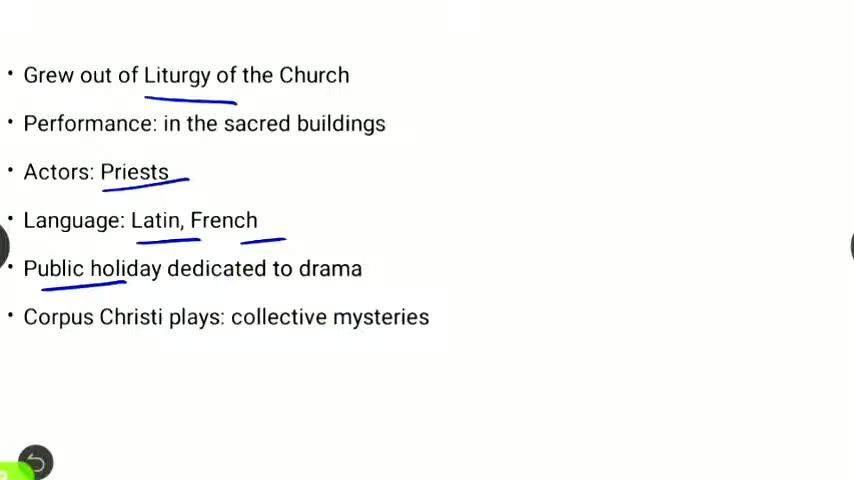 • Grew out of Liturgy of the Church
• Performance: in the sacred buildings
• Actors: Priests
• Language: Latin, French
• Public holiday dedicated to drama
• Corpus Christi plays: collective mysteries